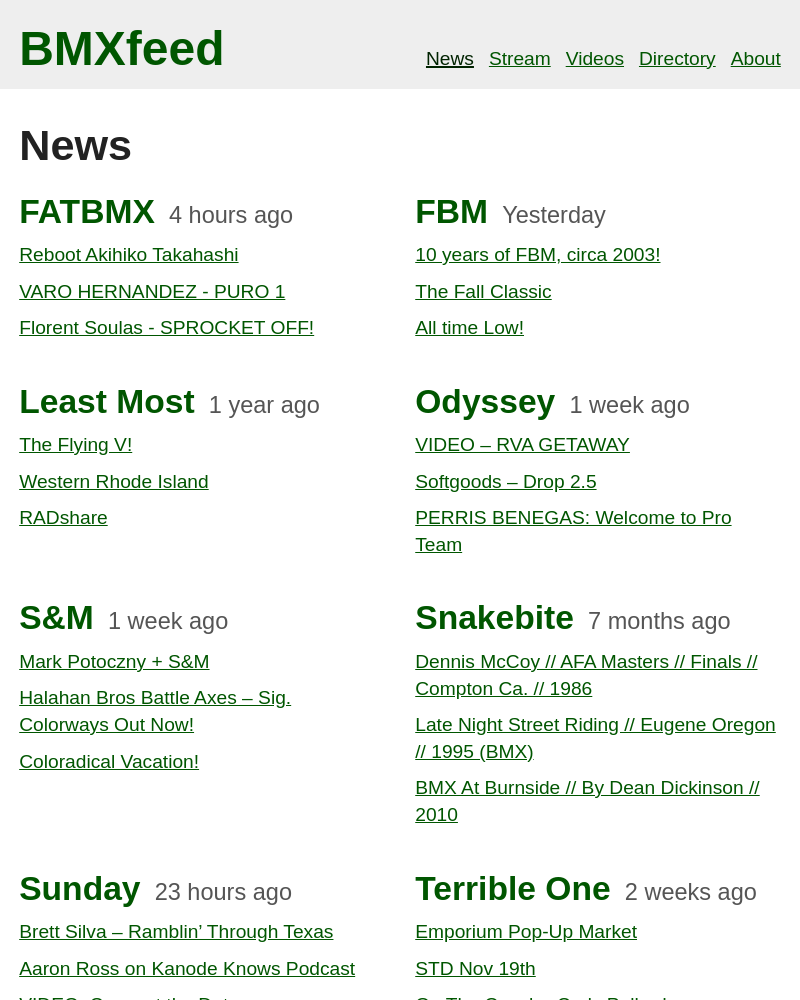 BMXfeed
News Stream Videos Directory About
News
FATBMX 4 hours ago
Reboot Akihiko Takahashi
VARO HERNANDEZ - PURO 1
Florent Soulas - SPROCKET OFF!
FBM Yesterday
10 years of FBM, circa 2003!
The Fall Classic
All time Low!
Least Most 1 year ago
The Flying V!
Western Rhode Island
RADshare
Odyssey 1 week ago
VIDEO – RVA GETAWAY
Softgoods – Drop 2.5
PERRIS BENEGAS: Welcome to Pro
Team
S&M 1 week ago
Mark Potoczny + S&M
Halahan Bros Battle Axes – Sig.
Colorways Out Now!
Coloradical Vacation!
Snakebite 7 months ago
Dennis McCoy // AFA Masters // Finals //
Compton Ca. // 1986
Late Night Street Riding // Eugene Oregon
// 1995 (BMX)
BMX At Burnside // By Dean Dickinson //
2010
Sunday 23 hours ago
Brett Silva – Ramblin’ Through Texas
Aaron Ross on Kanode Knows Podcast
Terrible One 2 weeks ago
Emporium Pop-Up Market
STD Nov 19th